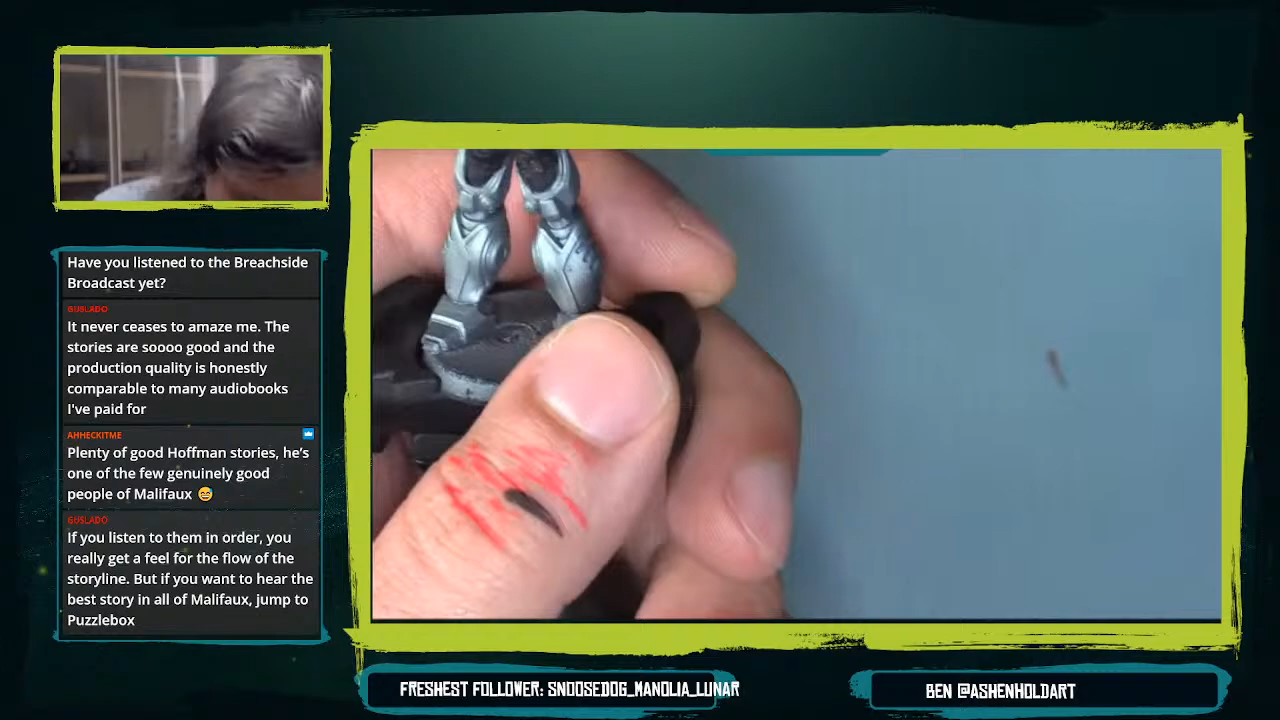 Have you listened to the Breachside
Broadcast yet?
GUSLADO
It never ceases to amaze me. The
stories are soooo good and the
production quality is honestly
comparable to many audiobooks
I've paid for
AHHECKITME
Plenty of good Hoffman stories, he's
one of the few genuinely good
people of Malifaux 😅
GUSLADO
If you listen to them in order, you
really get a feel for the flow of the
storyline. But if you want to hear the
best story in all of Malifaux, jump to
Puzzlebox
FRESHEST FOLLOWER: SNOOSEDOG_MANOLIA_LUNAR
BEN @ASHENHOLDART